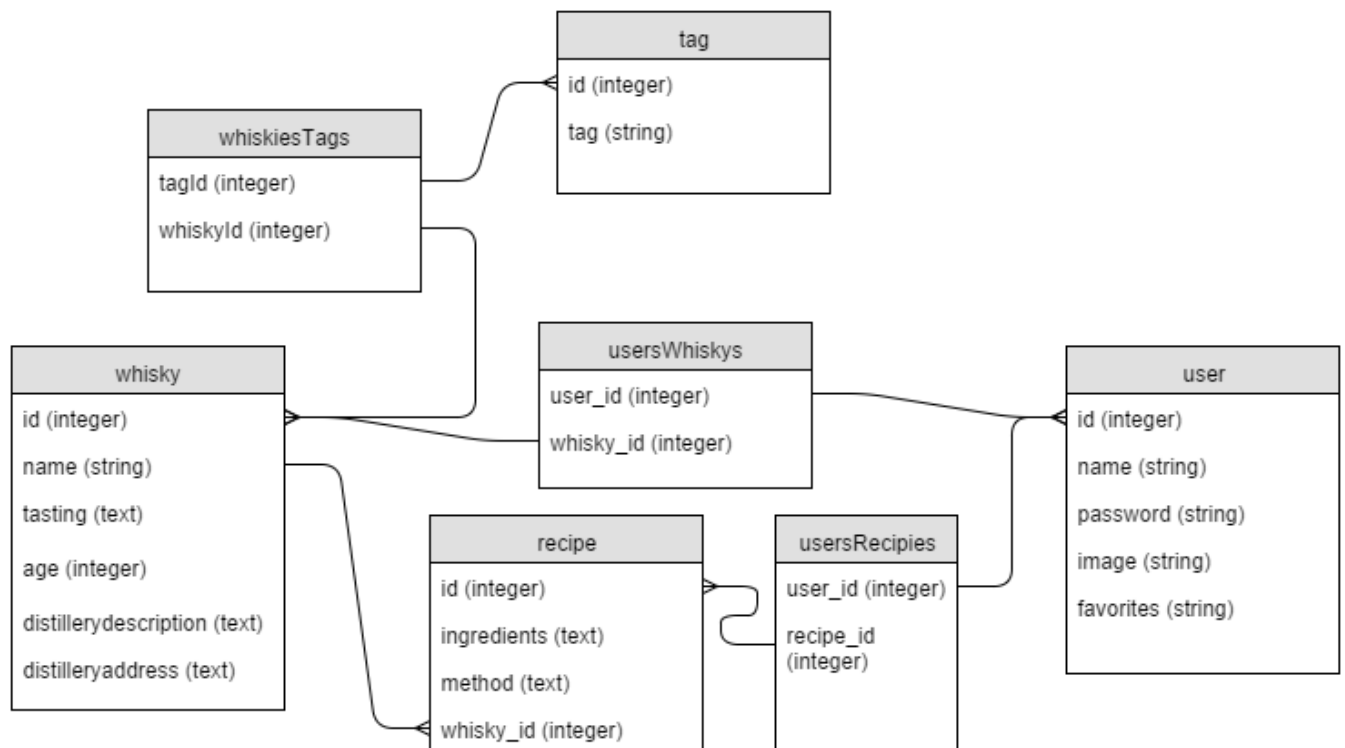 tag
id (integer)
tag (string)
whiskiesTags
tagId (integer)
whiskyId (integer)
usersWhiskys
user_id (integer)
whisky_id (integer)
whisky
id (integer)
name (string)
tasting (text)
age (integer)
distillerydescription (text)
distilleryaddress (text)
user
id (integer)
name (string)
password (string)
image (string)
favorites (string)
recipe
id (integer)
ingredients (text)
method (text)
whisky_id (integer)
usersRecipies
user_id (integer)
recipe_id
(integer)